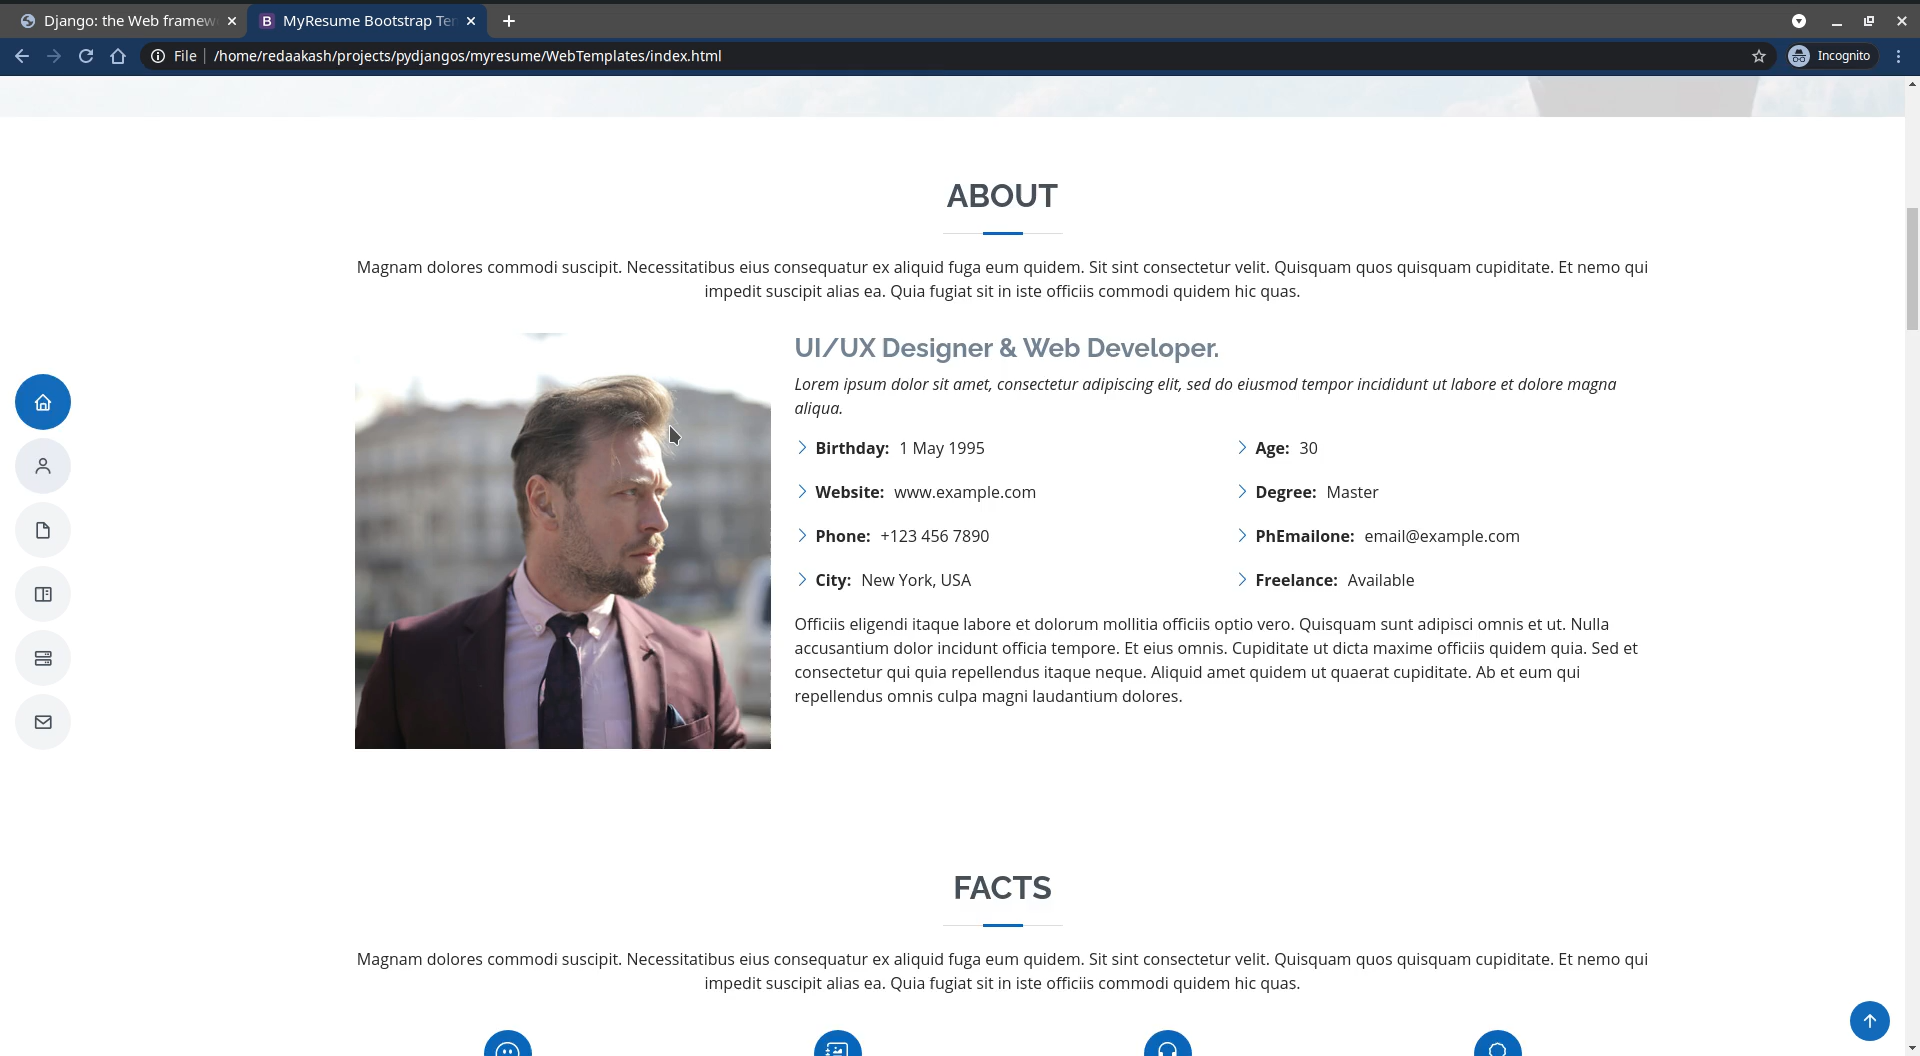 Django: the Web framew
MyResume Bootstrap Ter
File
/home/redaakash/projects/pydjangos/myresume/WebTemplates/index.html
Incognito
ABOUT
Magnam dolores commodi suscipit. Necessitatibus eius consequatur ex aliquid fuga eum quidem. Sit sint consectetur velit. Quisquam quos quisquam cupiditate. Et nemo qui
impedit suscipit alias ea. Quia fugiat sit in iste officiis commodi quidem hic quas.
UI/UX Designer & Web Developer.
Lorem ipsum dolor sit amet, consectetur adipiscing elit, sed do eiusmod tempor incididunt ut labore et dolore magna
aliqua.
Birthday: 1 May 1995
Website: www.example.com
Phone: +123 456 7890
City: New York, USA
Age: 30
Degree: Master
PhEmailone: email@example.com
Freelance: Available
Officiis eligendi itaque labore et dolorum mollitia officiis optio vero. Quisquam sunt adipisci omnis et ut. Nulla
accusantium dolor incidunt officia tempore. Et eius omnis. Cupiditate ut dicta maxime officiis quidem quia. Sed et
consectetur qui quia repellendus itaque neque. Aliquid amet quidem ut quaerat cupiditate. Ab et eum qui
repellendus omnis culpa magni laudantium dolores.
FACTS
Magnam dolores commodi suscipit. Necessitatibus eius consequatur ex aliquid fuga eum quidem. Sit sint consectetur velit. Quisquam quos quisquam cupiditate. Et nemo qui
impedit suscipit alias ea. Quia fugiat sit in iste officiis commodi quidem hic quas.